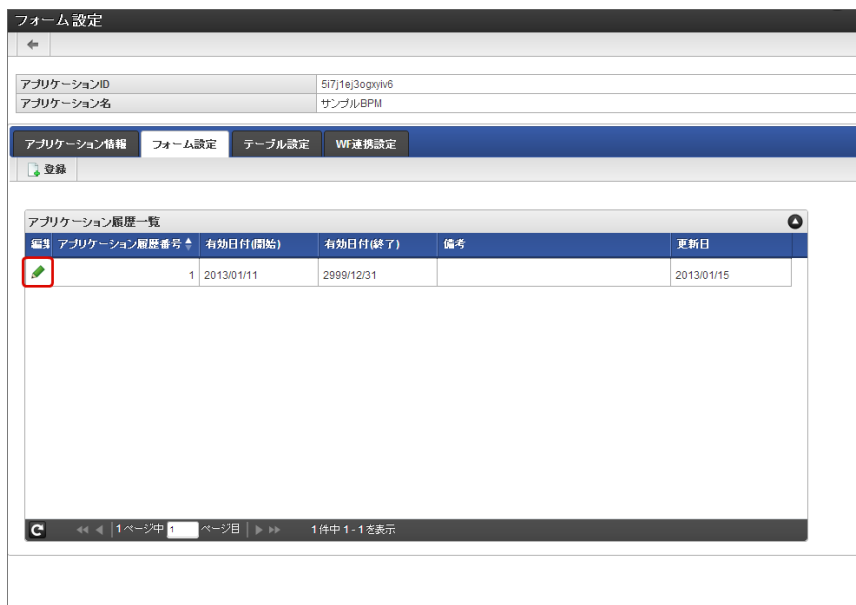 フォーム設定
アプリケーションID 5i7j1ej3ogxyiv6
アプリケーション名 サンプルBPM
アプリケーション情報 フォーム設定 テーブル設定 WF連携設定
登録
アプリケーション履歴一覧
編集 アプリケーション履歴番号 有効日付(開始) 有効日付(終了) 備考 更新日
1 2013/01/11 2999/12/31 2013/01/15
1ページ中 1 ページ目 1件中 1 - 1 を表示